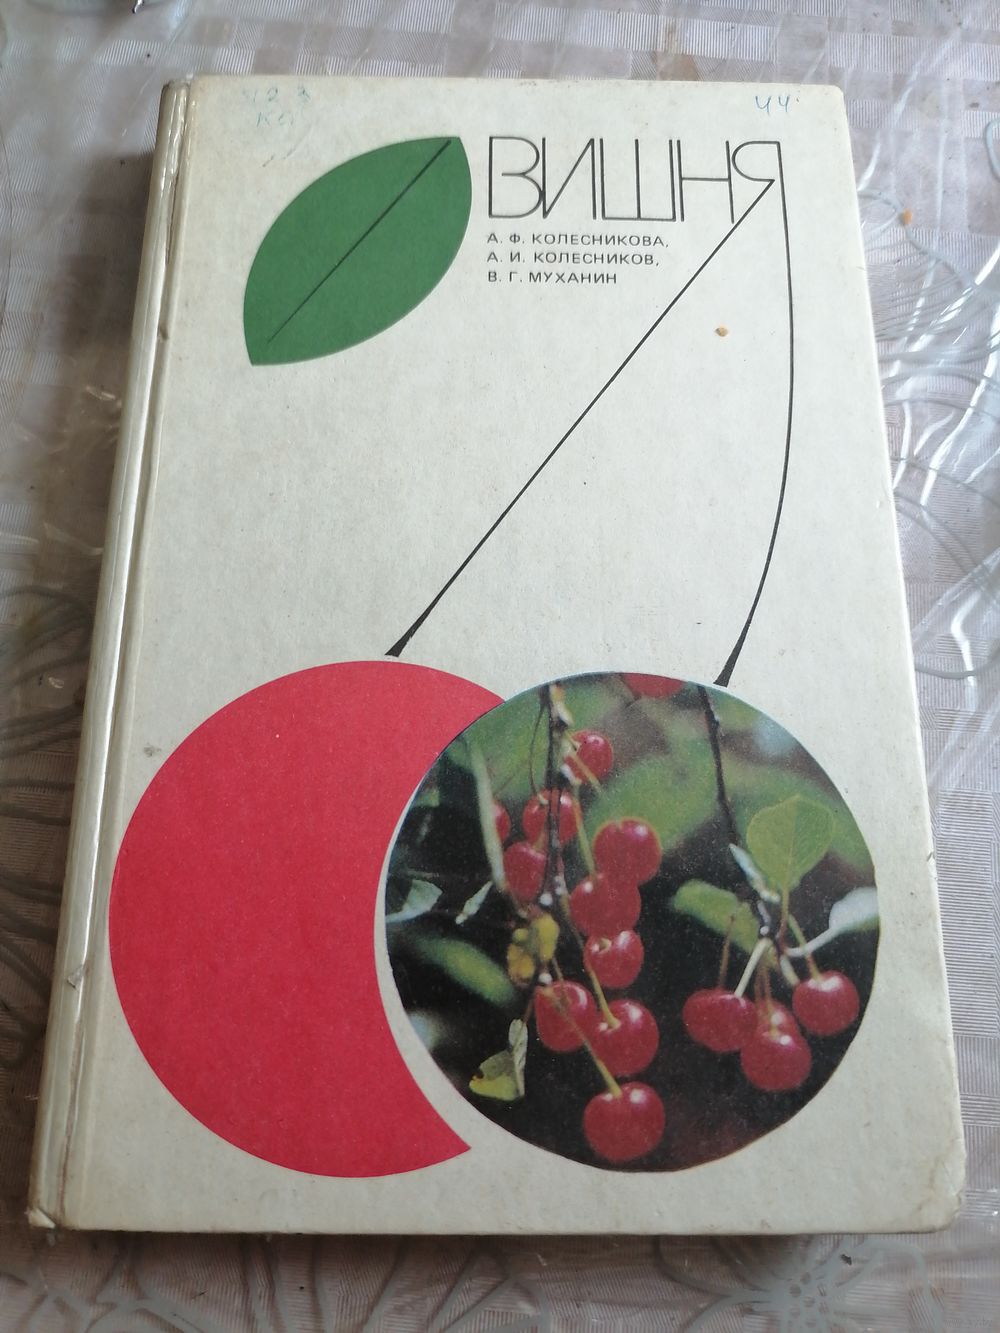 44
ВИШНЯ
А. Ф. КОЛЕСНИКОВА,
А. И. КОЛЕСНИКОВ,
В. Г. МУХАНИН